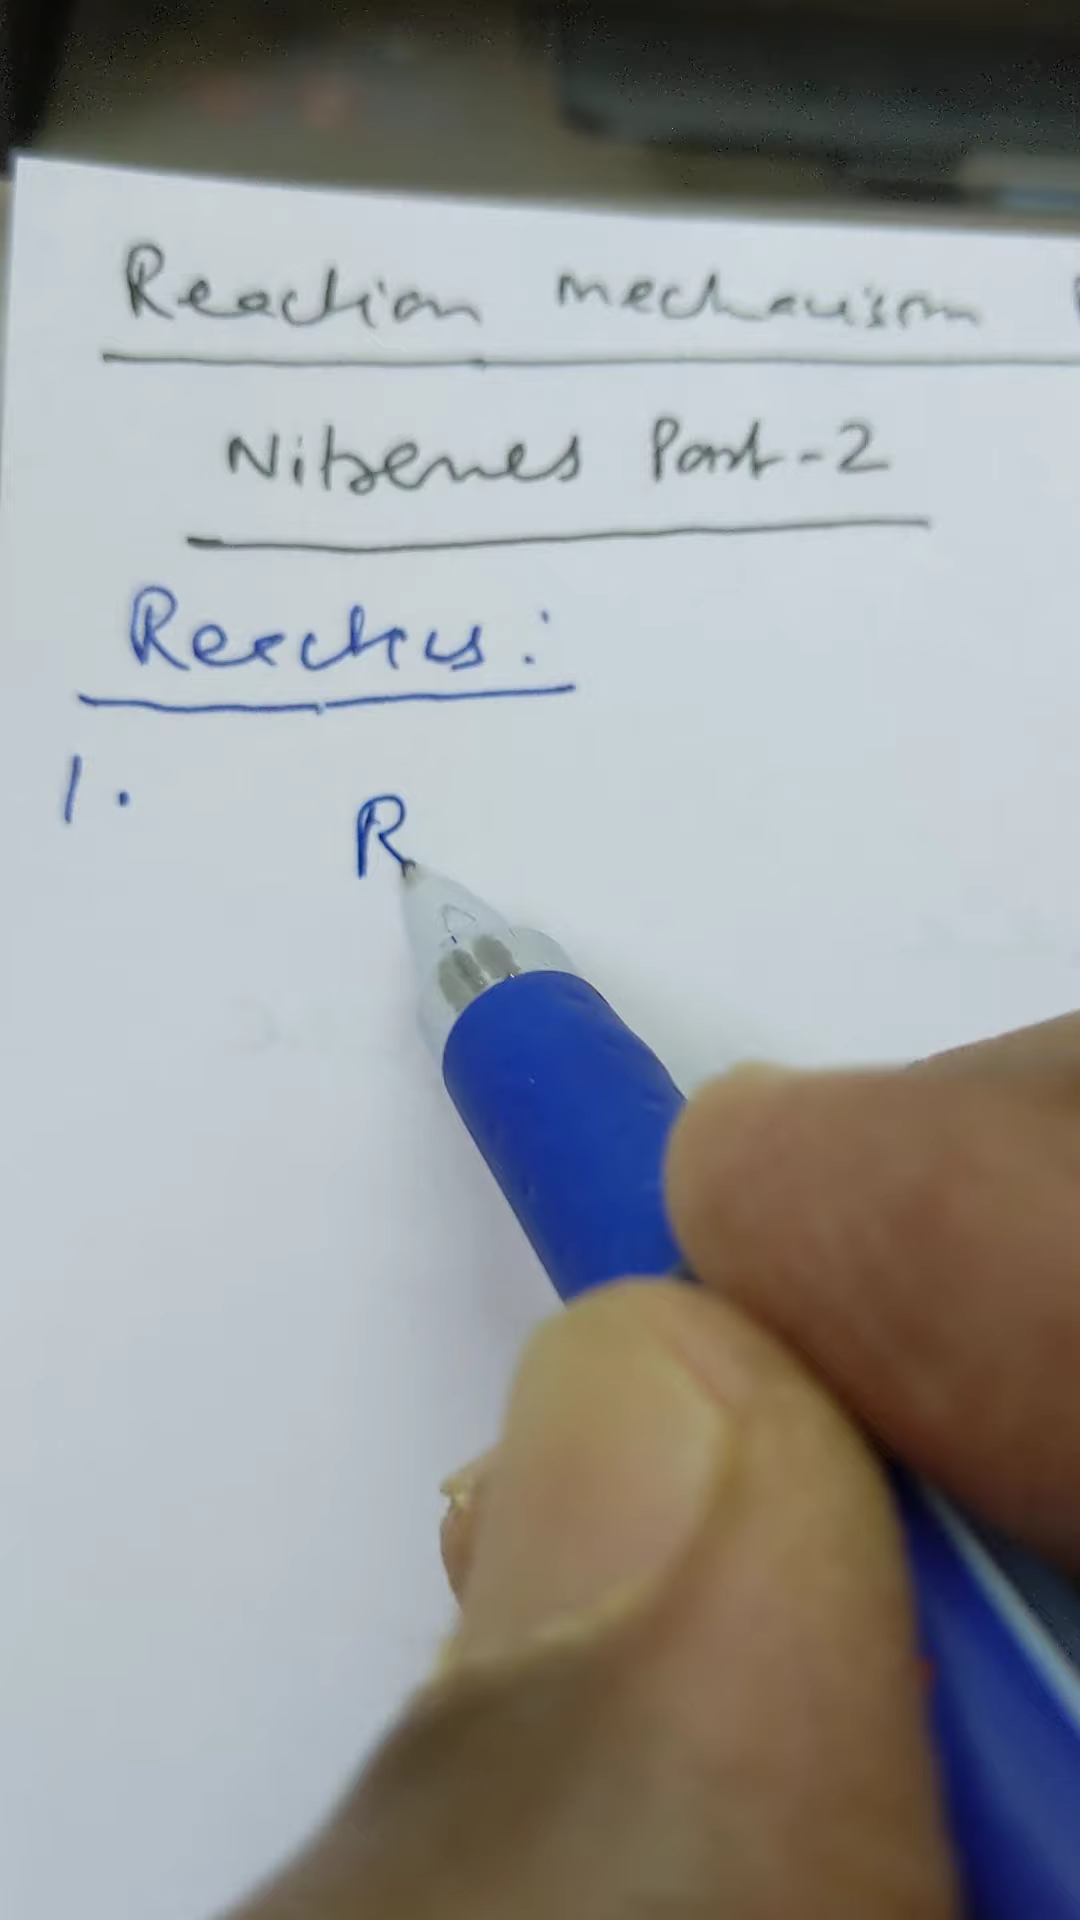 Reaction mechanism
Nitrenes Part-2
Reactions:
1.
R